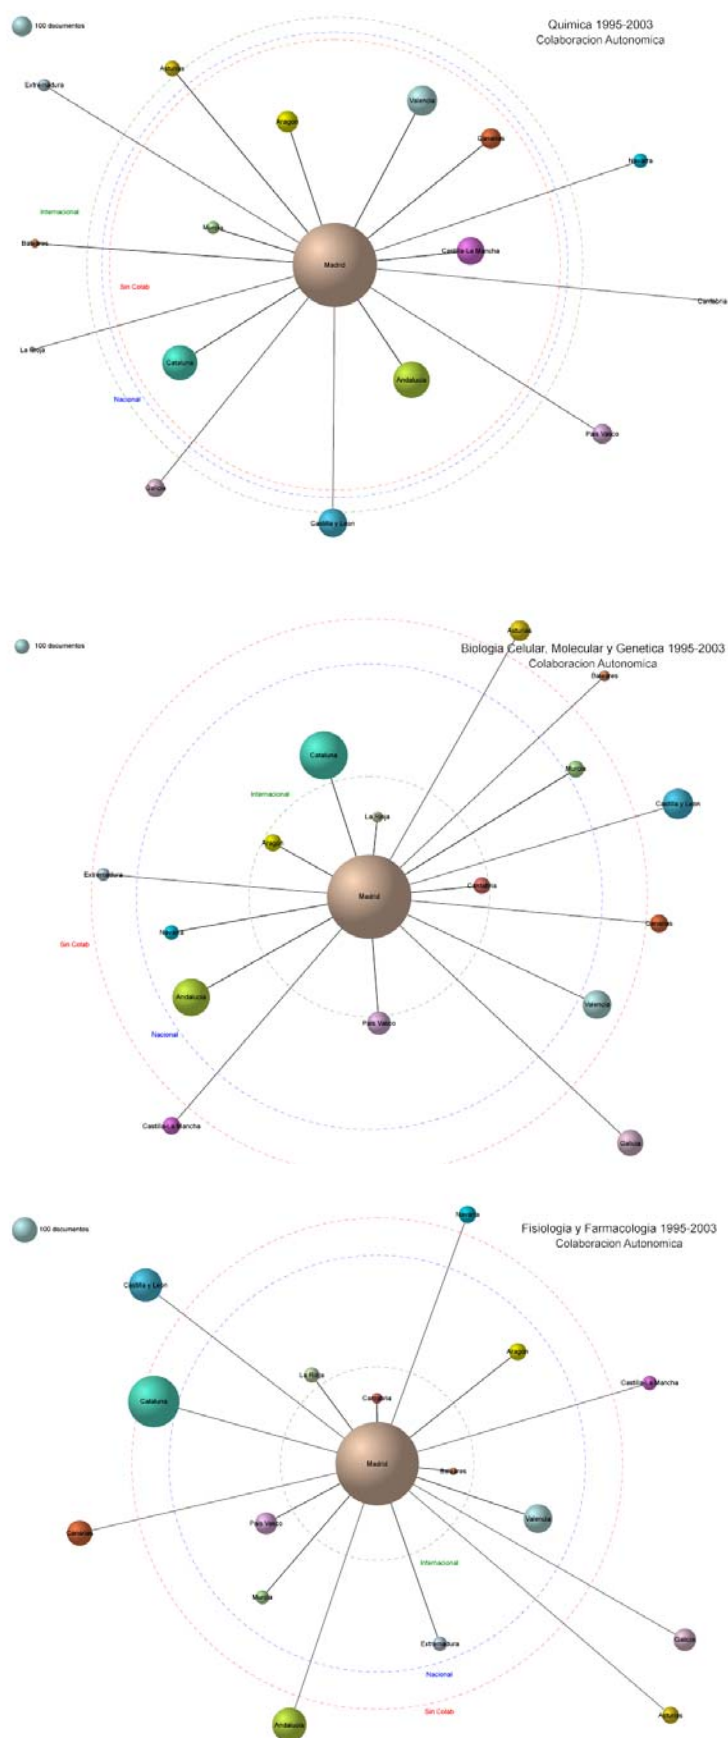 100 documentos
Quimica 1995-2003
Colaboracion Autonomica
Asturias
Extremadura
Valencia
Aragon
Canarias
Navarra
Internacional
Murcia
Baleares
Castilla-La Mancha
Madrid
Sin Colab
Cantabria
La Rioja
Cataluna
Andalucia
Nacional
Pais Vasco
Galicia
Castilla y Leon
Asturias
100 documentos
Biologia Celular, Molecular y Genetica 1995-2003
Colaboracion Autonomica
Baleares
Cataluna
Murcia
Internacional
Castilla y Leon
La Rioja
Aragon
Extremadura
Cantabria
Madrid
Canarias
Navarra
Sin Colab
Andalucia
Valencia
Pais Vasco
Nacional
Castilla-La Mancha
Galicia
Navarra
100 documentos
Fisiologia y Farmacologia 1995-2003
Colaboracion Autonomica
Castilla y Leon
Aragon
La Rioja
Castilla-La Mancha
Cantabria
Cataluna
Madrid
Baleares
Valencia
Pais Vasco
Canarias
Internacional
Murcia
Galicia
Extremadura
Nacional
Sin Colab
Asturias
Andalucia